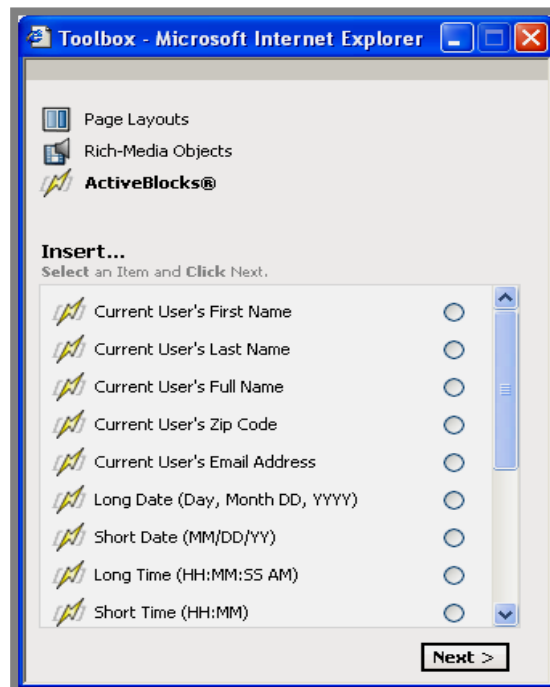 Toolbox - Microsoft Internet Explorer
Page Layouts
Rich-Media Objects
ActiveBlocks®
Insert...
Select an Item and Click Next.
Current User's First Name
Current User's Last Name
Current User's Full Name
Current User's Zip Code
Current User's Email Address
Long Date (Day, Month DD, YYYY)
Short Date (MM/DD/YY)
Long Time (HH:MM:SS AM)
Short Time (HH:MM)
Next >